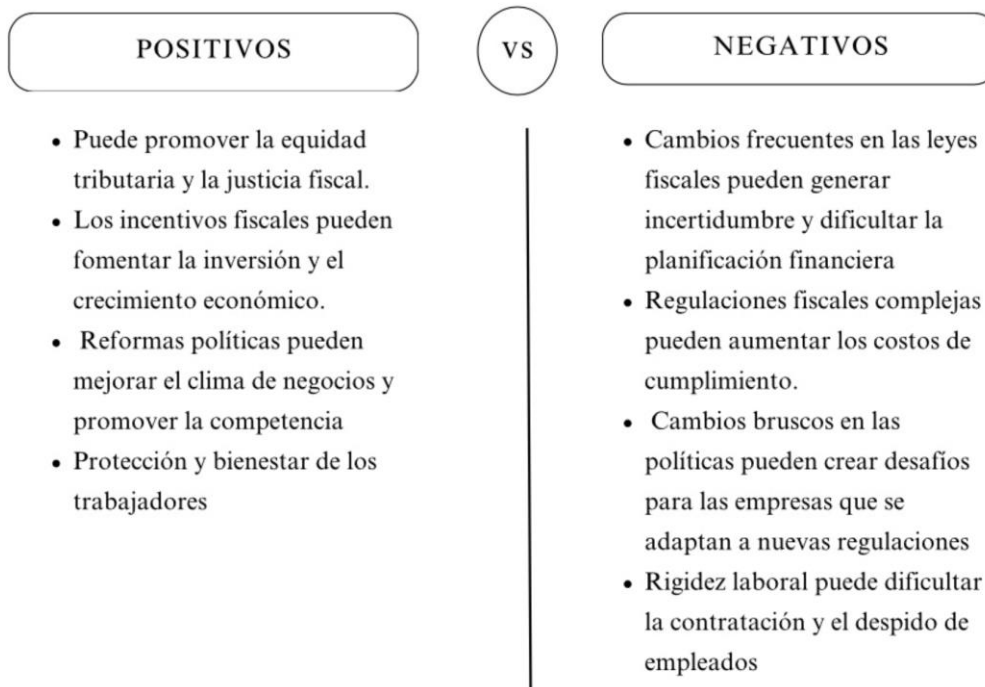 POSITIVOS
VS
NEGATIVOS
• Puede promover la equidad
tributaria y la justicia fiscal.
• Los incentivos fiscales pueden
fomentar la inversión y el
crecimiento económico.
• Reformas políticas pueden
mejorar el clima de negocios y
promover la competencia
• Protección y bienestar de los
trabajadores
• Cambios frecuentes en las leyes
fiscales pueden generar
incertidumbre y dificultar la
planificación financiera
• Regulaciones fiscales complejas
pueden aumentar los costos de
cumplimiento.
• Cambios bruscos en las
políticas pueden crear desafíos
para las empresas que se
adaptan a nuevas regulaciones
• Rigidez laboral puede dificultar
la contratación y el despido de
empleados